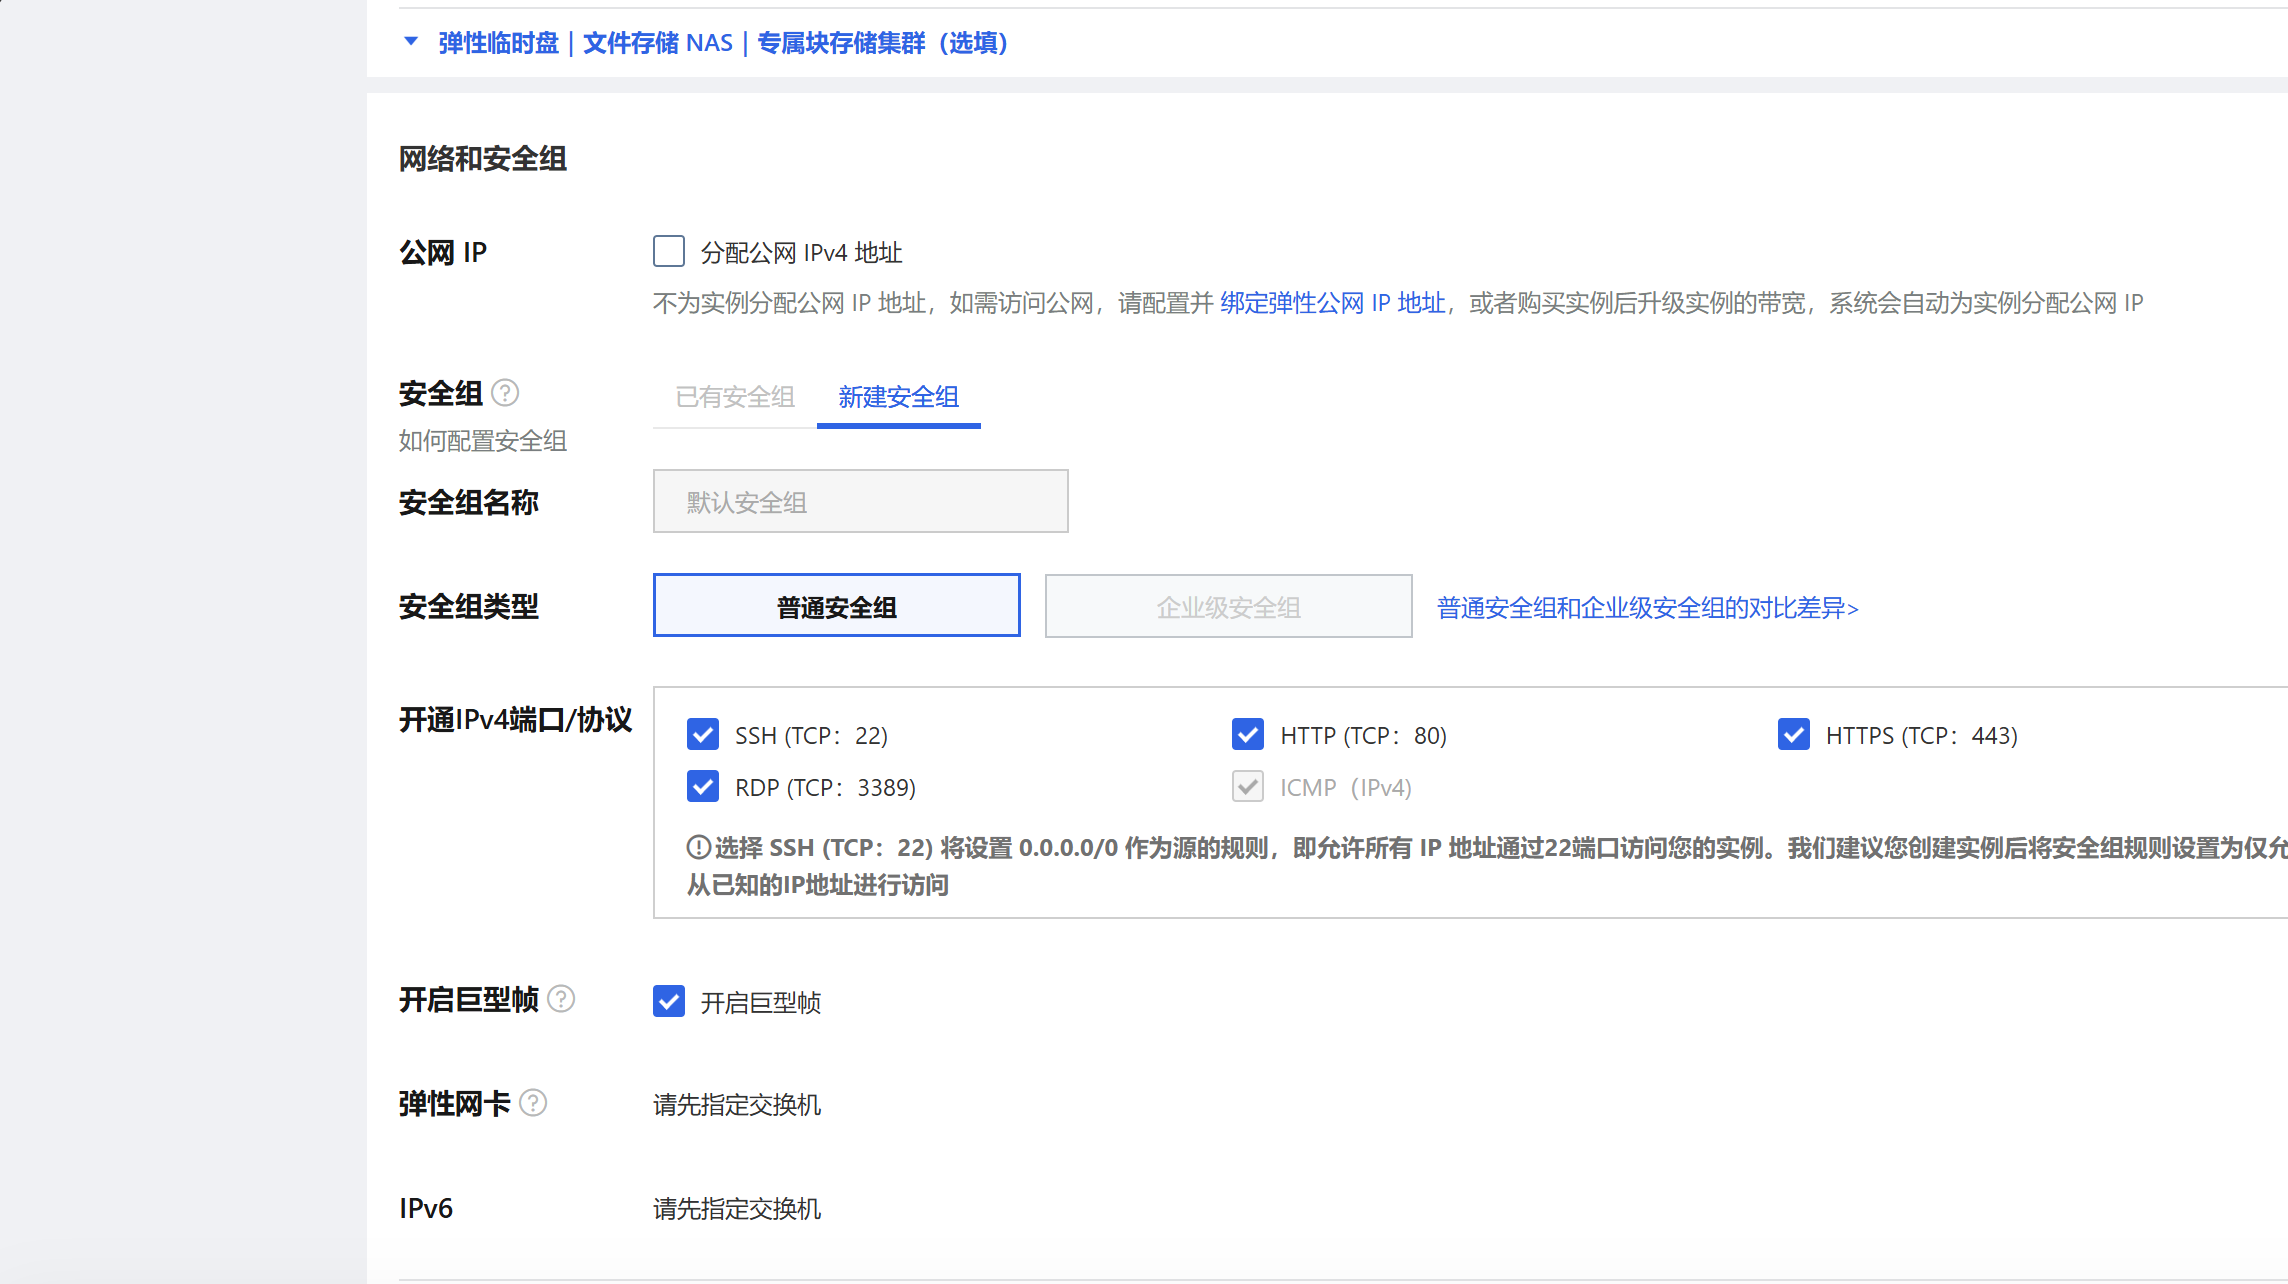 弹性临时盘 | 文件存储 NAS | 专属块存储集群（选填）
网络和安全组
公网 IP
分配公网 IPv4 地址
不为实例分配公网 IP 地址，如需访问公网，请配置并 绑定弹性公网 IP 地址，或者购买实例后升级实例的带宽，系统会自动为实例分配公网 IP
安全组 ?
已有安全组 新建安全组
如何配置安全组
安全组名称
默认安全组
安全组类型
普通安全组 企业级安全组 普通安全组和企业级安全组的对比差异>
开通IPv4端口/协议
SSH (TCP：22) HTTP (TCP：80) HTTPS (TCP：443)
RDP (TCP：3389) ICMP（IPv4)
选择 SSH (TCP：22) 将设置 0.0.0.0/0 作为源的规则，即允许所有 IP 地址通过22端口访问您的实例。我们建议您创建实例后将安全组规则设置为仅允
从已知的IP地址进行访问
开启巨型帧 ? 开启巨型帧
弹性网卡 ? 请先指定交换机
IPv6 请先指定交换机